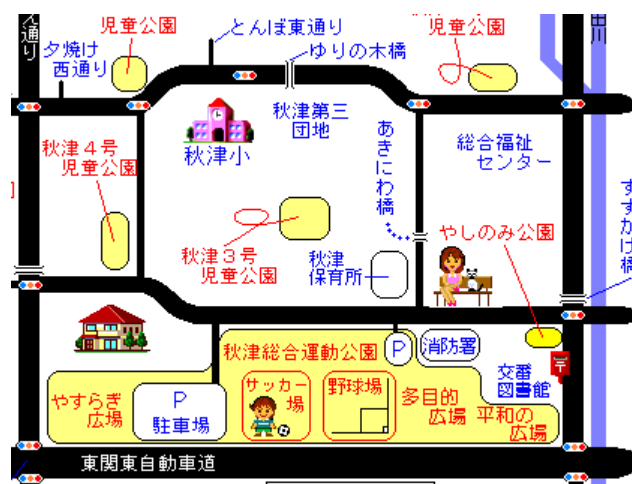 え通り
児童公園
とんぼ東通り
児童公園
田川
夕焼け
西通り
ゆりの木橋
秋津第三
団地
秋津小
あきにわ橋
総合福祉
センター
秋津４号
児童公園
すずかけ橋
やしのみ公園
秋津３号
児童公園
秋津
保育所
秋津総合運動公園
P
消防署
交番
図書館
やすらぎ
広場
P
駐車場
サッカー
場
野球場
多目的
広場
平和の
広場
〒
東関東自動車道